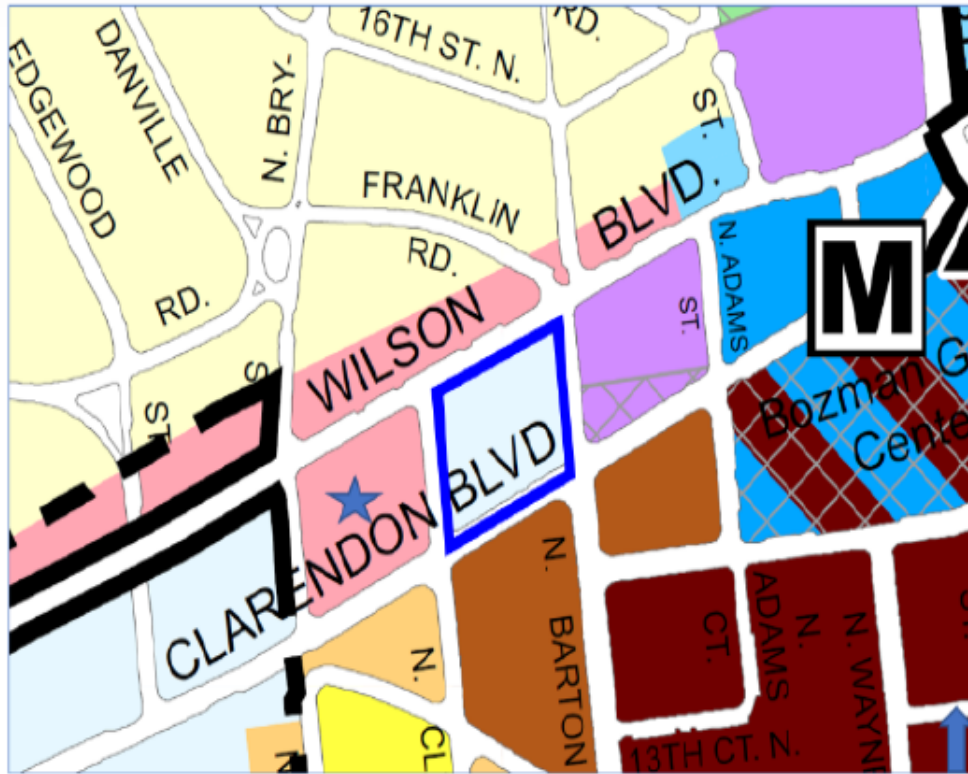 16TH ST. N.
RD.
EDGEWOOD
DANVILLE
N. BRY-
ST.
FRANKLIN
RD.
BLVD.
N. ADAMS
ST.
M
RD.
WILSON
S
ST
Bozman G
Cente
BLVD
CLARENDON
N.
N.
BARTON
CT.
ADAMS
N.
N. WAYN
CL
N
13TH CT. N.